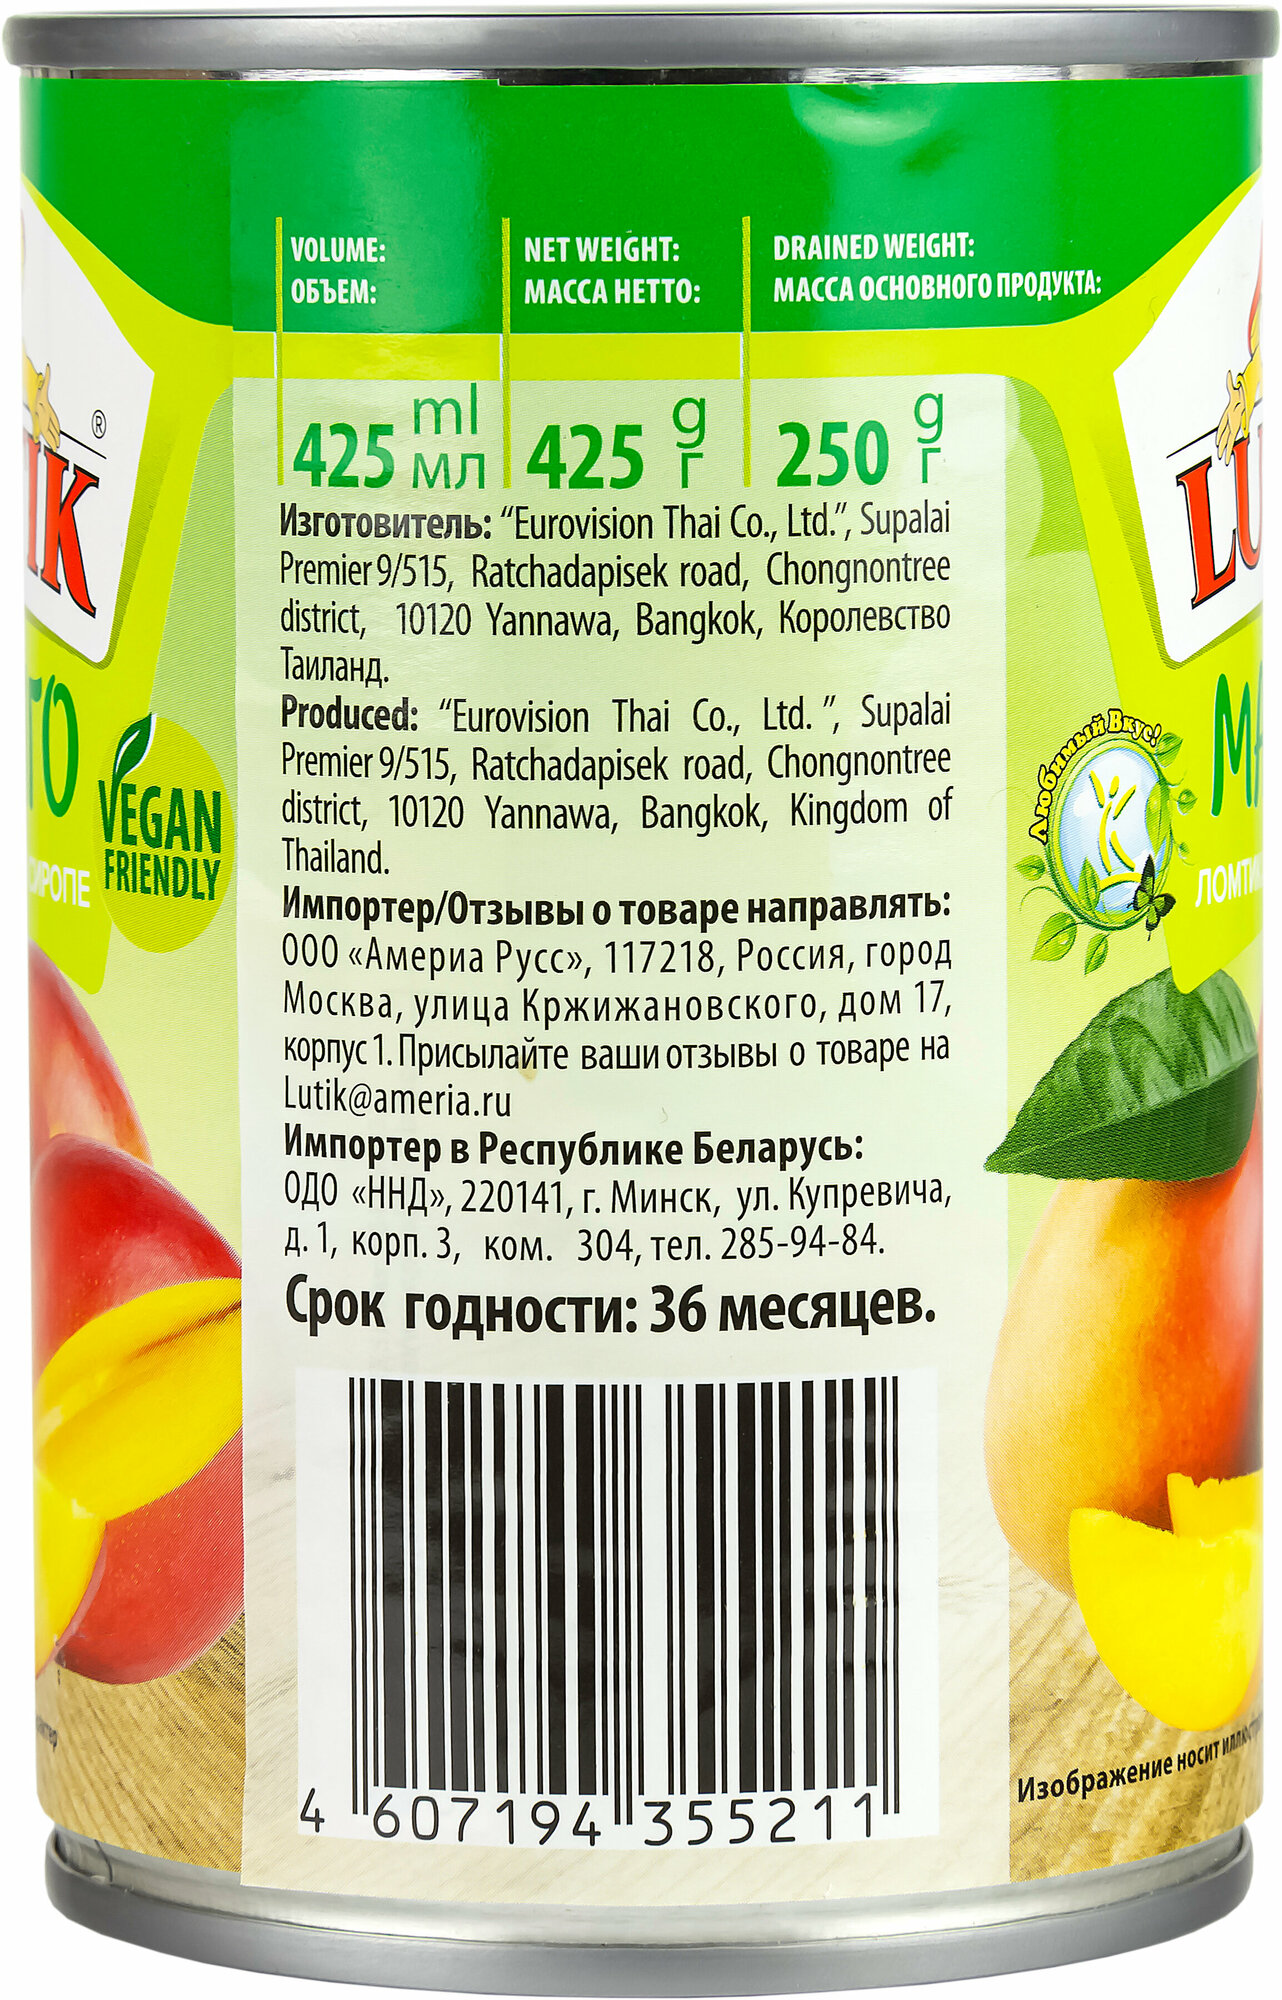 VOLUME:
ОБЪЕМ:
NET WEIGHT:
МАССА НЕТТО:
DRAINED WEIGHT:
МАССА ОСНОВНОГО ПРОДУКТА:
425 ml
мл
425 g
г
250 g
г
Изготовитель: “Eurovision Thai Co., Ltd.”, Supalai
Premier 9/515, Ratchadapisek road, Chongnontree
district, 10120 Yannawa, Bangkok, Королевство
Таиланд.
Produced: “Eurovision Thai Co., Ltd. ”, Supalai
Premier 9/515, Ratchadapisek road, Chongnontree
district, 10120 Yannawa, Bangkok, Kingdom of
Thailand.
Импортер/Отзывы о товаре направлять:
ООО «Америа Русс», 117218, Россия, город
Москва, улица Кржижановского, дом 17,
корпус 1. Присылайте ваши отзывы о товаре на
Lutik@ameria.ru
Импортер в Республике Беларусь:
ОДО «ННД», 220141, г. Минск, ул. Купревича,
д. 1, корп. 3, ком. 304, тел. 285-94-84.
Срок годности: 36 месяцев.
4 607194 355211
®
СИРОПЕ
VEGAN
FRIENDLY
Любимый Вкус!
Изображение носит